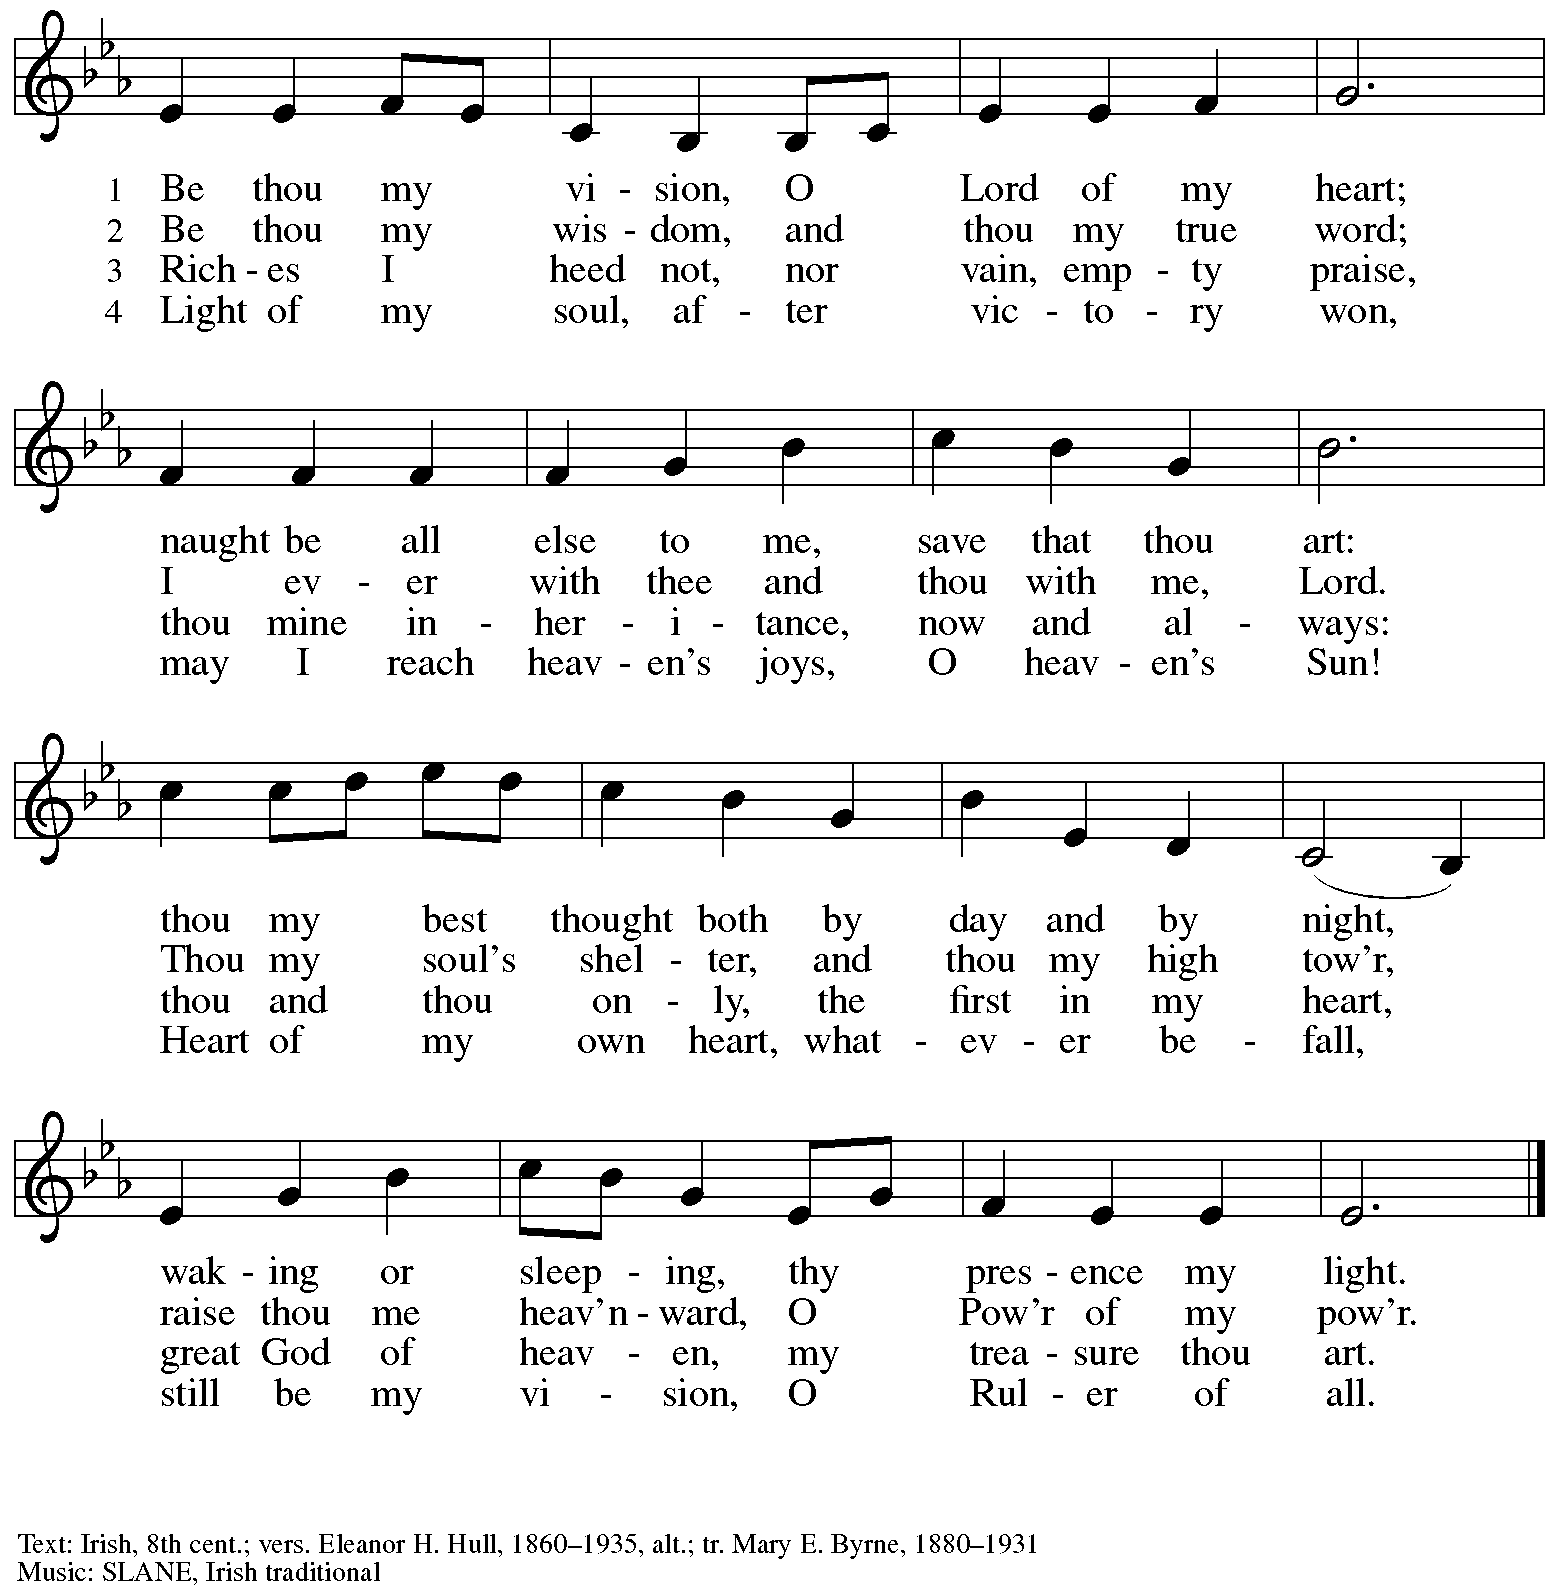 1 Be thou my vi - sion, O Lord of my heart;
2 Be thou my wis - dom, and thou my true word;
3 Rich - es I heed not, nor vain, emp - ty praise,
4 Light of my soul, af - ter vic - to - ry won,
naught be all else to me, save that thou art:
I ev - er with thee and thou with me, Lord.
thou mine in - her - i - tance, now and al - ways:
may I reach heav - en's joys, O heav - en's Sun!
thou my best thought both by day and by night,
Thou my soul's shel - ter, and thou my high tow'r,
thou and thou on - ly, the first in my heart,
Heart of my own heart, what - ev - er be - fall,
wak - ing or sleep - ing, thy pres - ence my light.
raise thou me heav'n - ward, O Pow'r of my pow'r.
great God of heav - en, my trea - sure thou art.
still be my vi - sion, O Rul - er of all.
Text: Irish, 8th cent.; vers. Eleanor H. Hull, 1860–1935, alt.; tr. Mary E. Byrne, 1880–1931
Music: SLANE, Irish traditional